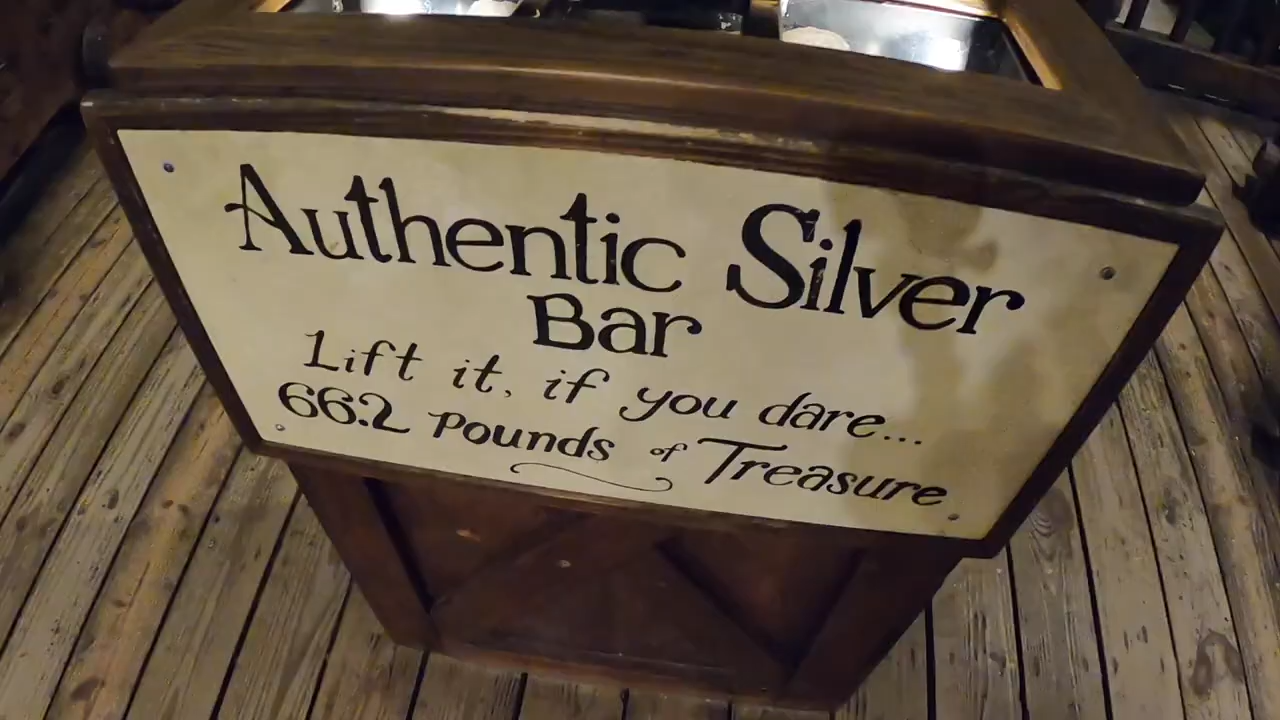 Authentic Silver
Bar
Lift it, if you dare...
66.2 Pounds of Treasure